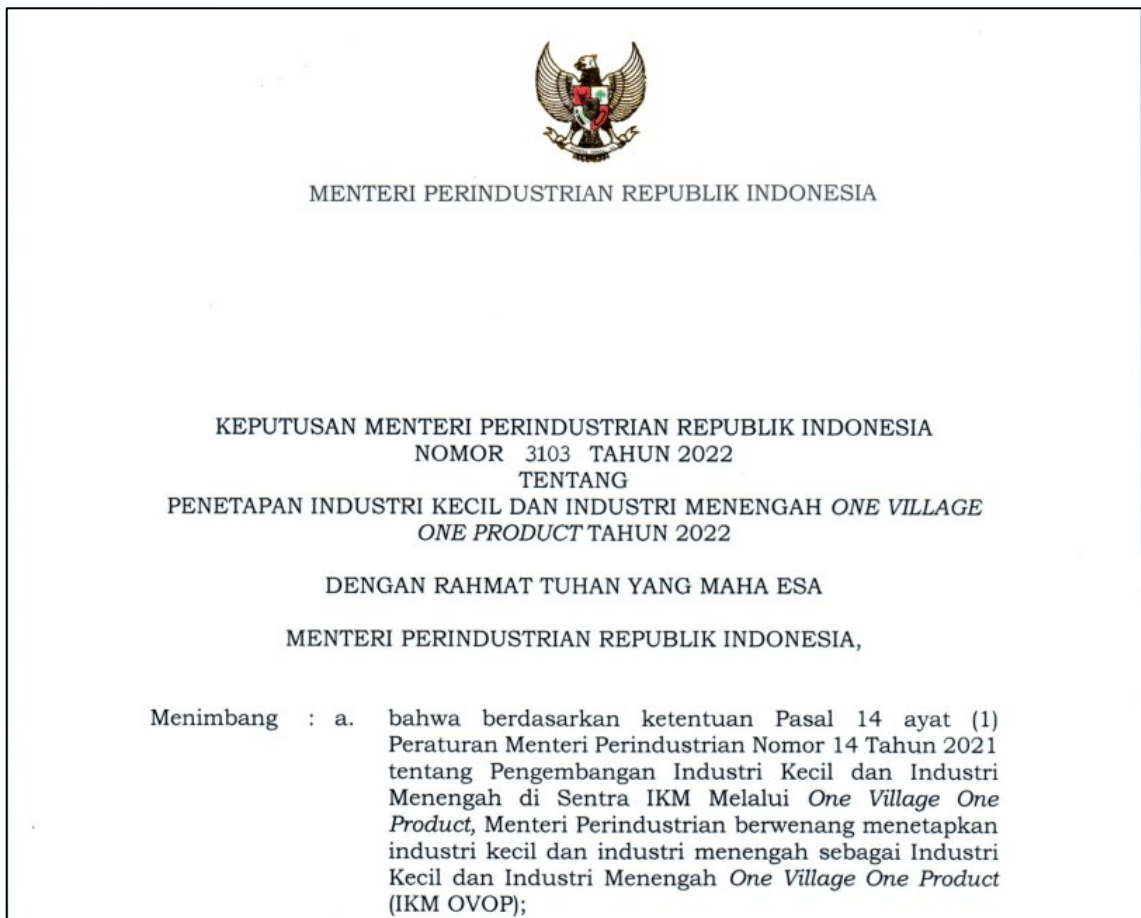 MENTERI PERINDUSTRIAN REPUBLIK INDONESIA
KEPUTUSAN MENTERI PERINDUSTRIAN REPUBLIK INDONESIA
NOMOR 3103 TAHUN 2022
TENTANG
PENETAPAN INDUSTRI KECIL DAN INDUSTRI MENENGAH ONE VILLAGE
ONE PRODUCT TAHUN 2022
DENGAN RAHMAT TUHAN YANG MAHA ESA
MENTERI PERINDUSTRIAN REPUBLIK INDONESIA,
Menimbang : a. bahwa berdasarkan ketentuan Pasal 14 ayat (1)
Peraturan Menteri Perindustrian Nomor 14 Tahun 2021
tentang Pengembangan Industri Kecil dan Industri
Menengah di Sentra IKM Melalui One Village One
Product, Menteri Perindustrian berwenang menetapkan
industri kecil dan industri menengah sebagai Industri
Kecil dan Industri Menengah One Village One Product
(IKM OVOP);